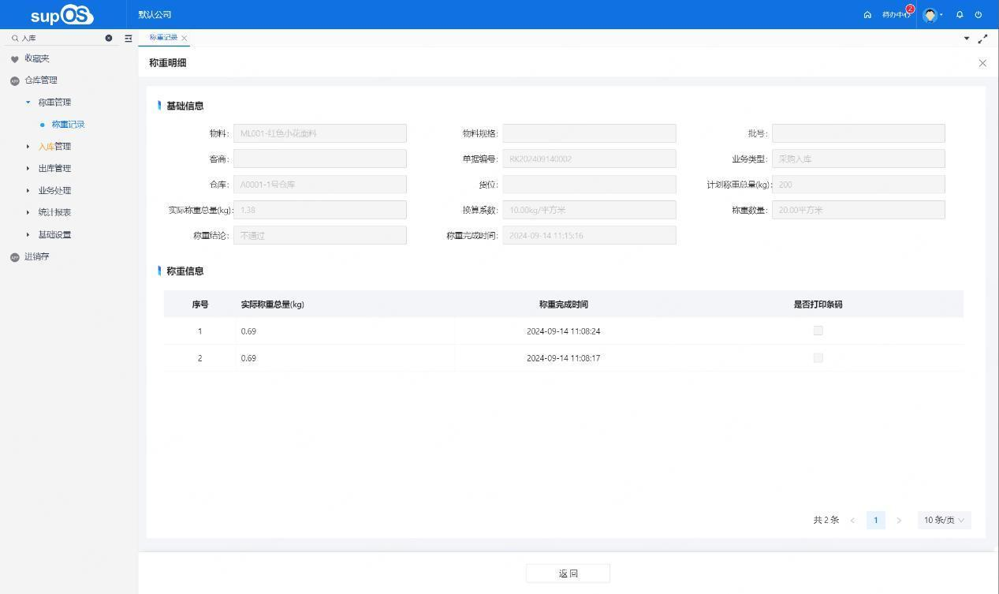 supOS
默认公司
待办中心
2
入库
收藏夹
仓库管理
称重管理
称重记录
入库管理
出库管理
业务处理
统计报表
基础设置
进销存
称重记录
称重明细
基础信息
物料: ML001-红色小花面料 物料规格: 批号:
客商: 单据编号: RK202409140002 业务类型: 采购入库
仓库: A0001-1号仓库 货位: 计划称重总量(kg): 200
实际称重总量(kg): 1.38 换算系数: 10.00kg/平方米 称重数量: 20.00平方米
称重结论: 不通过 称重完成时间: 2024-09-14 11:15:16
称重信息
序号 实际称重总量(kg) 称重完成时间 是否打印条码
1 0.69 2024-09-14 11:08:24
2 0.69 2024-09-14 11:08:17
共 2 条 < 1 > 10 条/页
返回